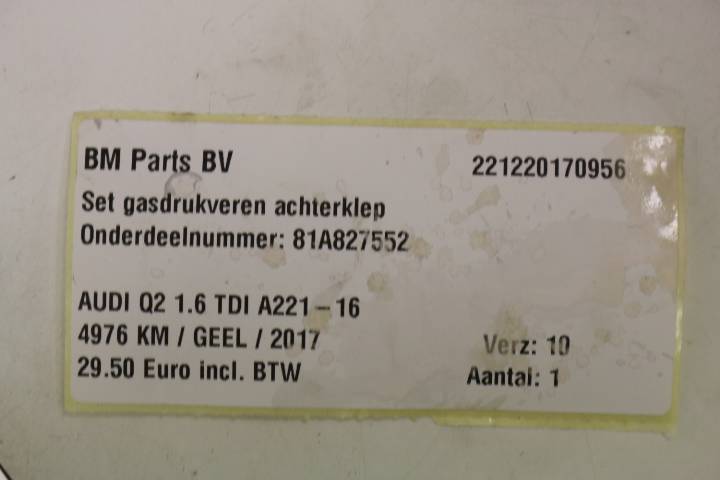 BM Parts BV 221220170956
Set gasdrukveren achterklep
Onderdeelnummer: 81A827552
AUDI Q2 1.6 TDI A221-16
4976 KM / GEEL / 2017 Verz: 10
29.50 Euro incl. BTW Aantal: 1